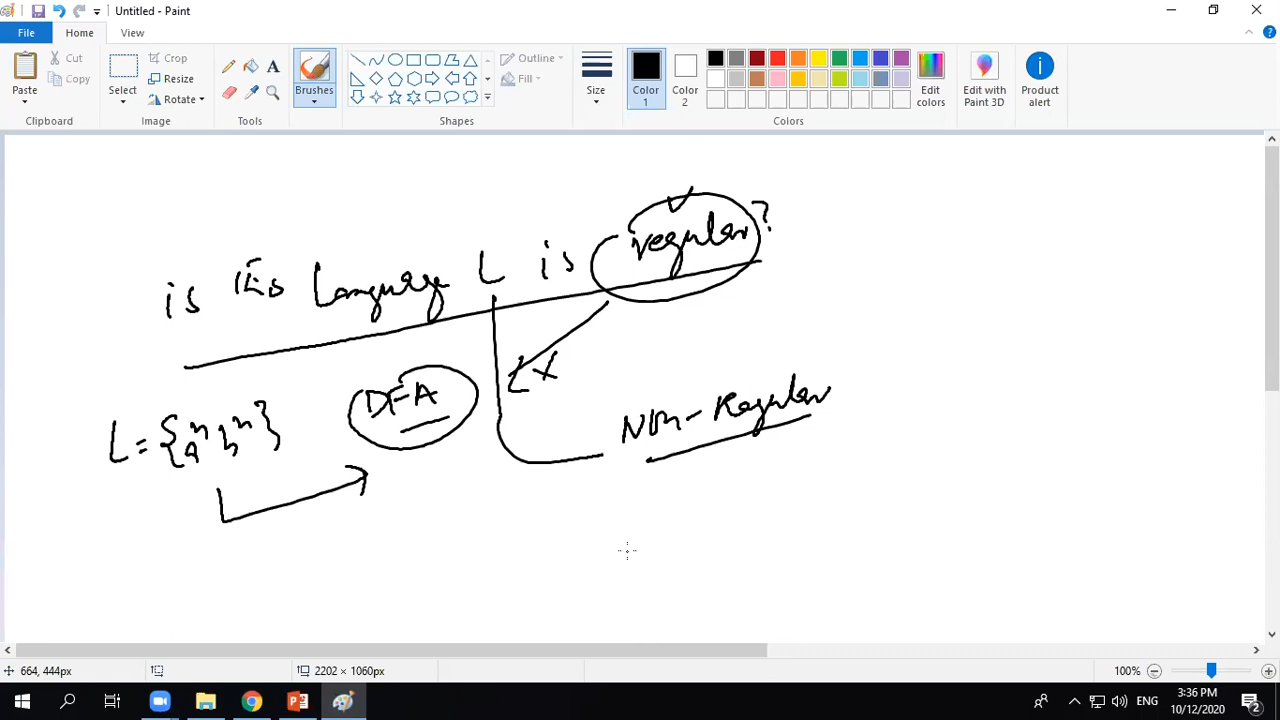 Untitled - Paint
File Home View
Paste Cut Copy Clipboard
Select Crop Resize Rotate Image
Tools
Brushes
Outline Fill Shapes
Size
Color 1 Color 2
Edit colors
Colors
Edit with Paint 3D
Product alert
is this Language L is regular?
L = {aⁿbⁿ}
DFA
X
Non-Regular
664, 444px
2202 × 1060px
100%
ENG
3:36 PM
10/12/2020
2